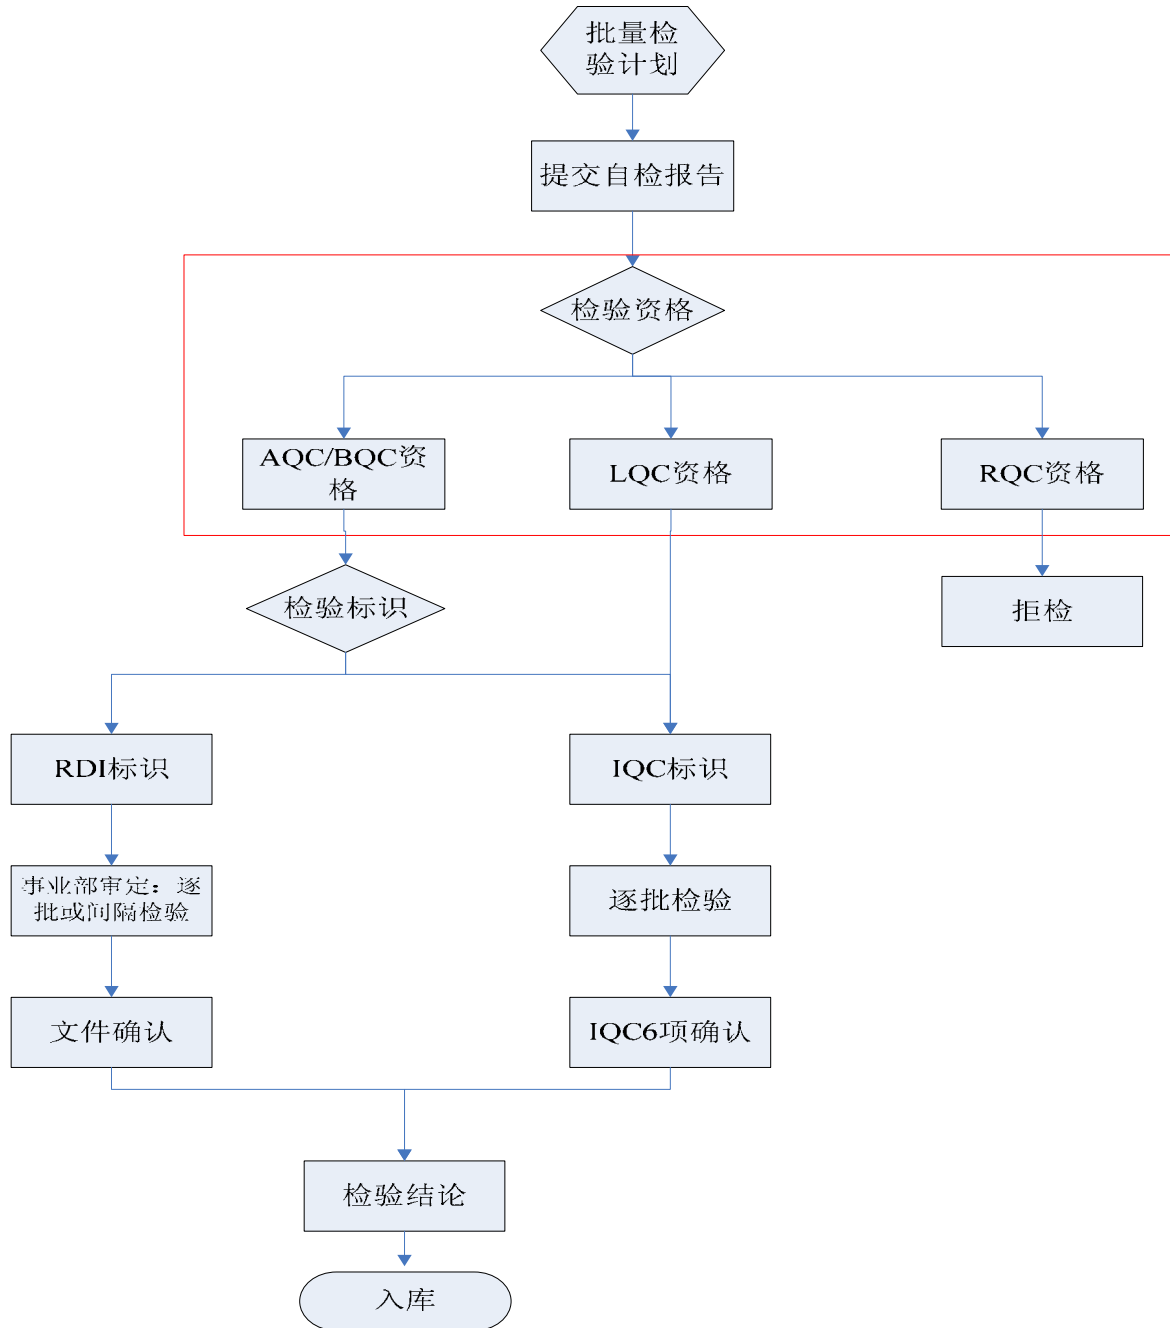 批量检
验计划
提交自检报告
检验资格
AQC/BQC资
格
LQC资格
RQC资格
检验标识
拒检
RDI标识
IQC标识
事业部审定：逐
批或间隔检验
逐批检验
文件确认
IQC6项确认
检验结论
入库